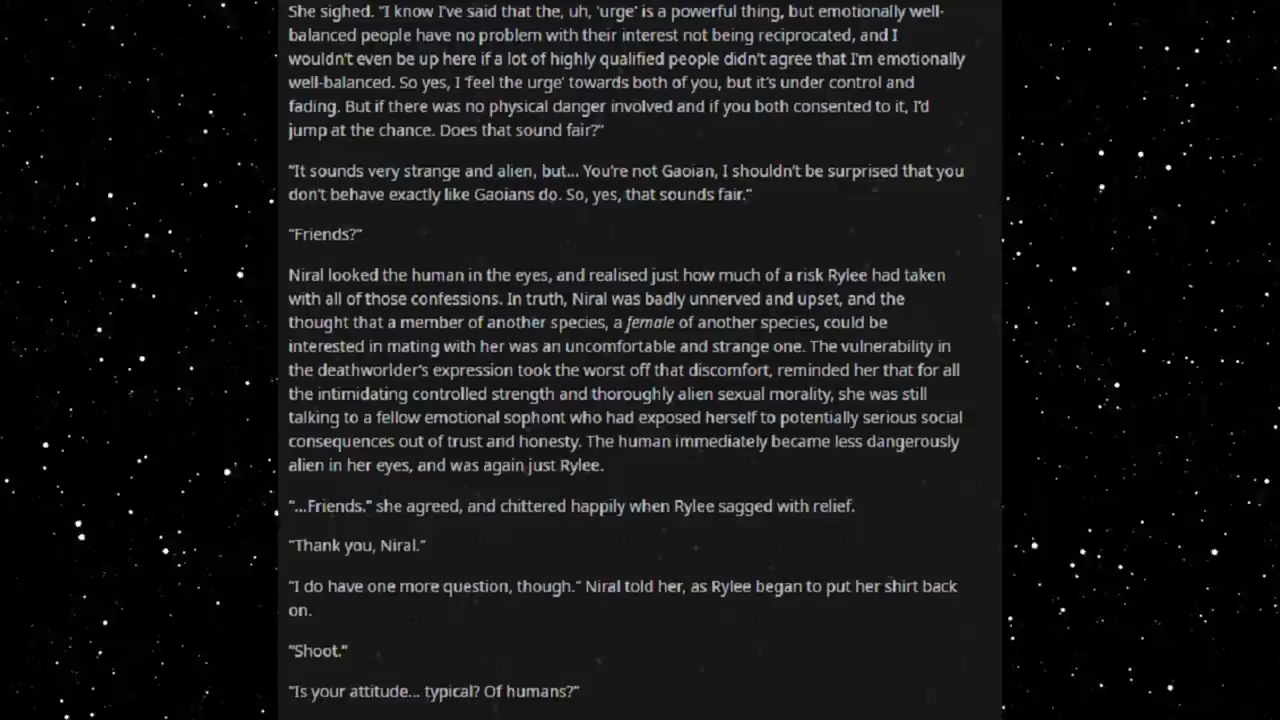 She sighed. "I know I've said that the, uh, 'urge' is a powerful thing, but emotionally well-
balanced people have no problem with their interest not being reciprocated, and I
wouldn't even be up here if a lot of highly qualified people didn't agree that I'm emotionally
well-balanced. So yes, I 'feel the urge' towards both of you, but it's under control and
fading. But if there was no physical danger involved and if you both consented to it, I'd
jump at the chance. Does that sound fair?"
"It sounds very strange and alien, but... You're not Gaoian, I shouldn't be surprised that you
don't behave exactly like Gaoians do. So, yes, that sounds fair."
"Friends?"
Niral looked the human in the eyes, and realised just how much of a risk Rylee had taken
with all of those confessions. In truth, Niral was badly unnerved and upset, and the
thought that a member of another species, a female of another species, could be
interested in mating with her was an uncomfortable and strange one. The vulnerability in
the deathworlder's expression took the worst off that discomfort, reminded her that for all
the intimidating controlled strength and thoroughly alien sexual morality, she was still
talking to a fellow emotional sophont who had exposed herself to potentially serious social
consequences out of trust and honesty. The human immediately became less dangerously
alien in her eyes, and was again just Rylee.
"...Friends." she agreed, and chittered happily when Rylee sagged with relief.
"Thank you, Niral."
"I do have one more question, though." Niral told her, as Rylee began to put her shirt back
on.
"Shoot."
"Is your attitude... typical? Of humans?"